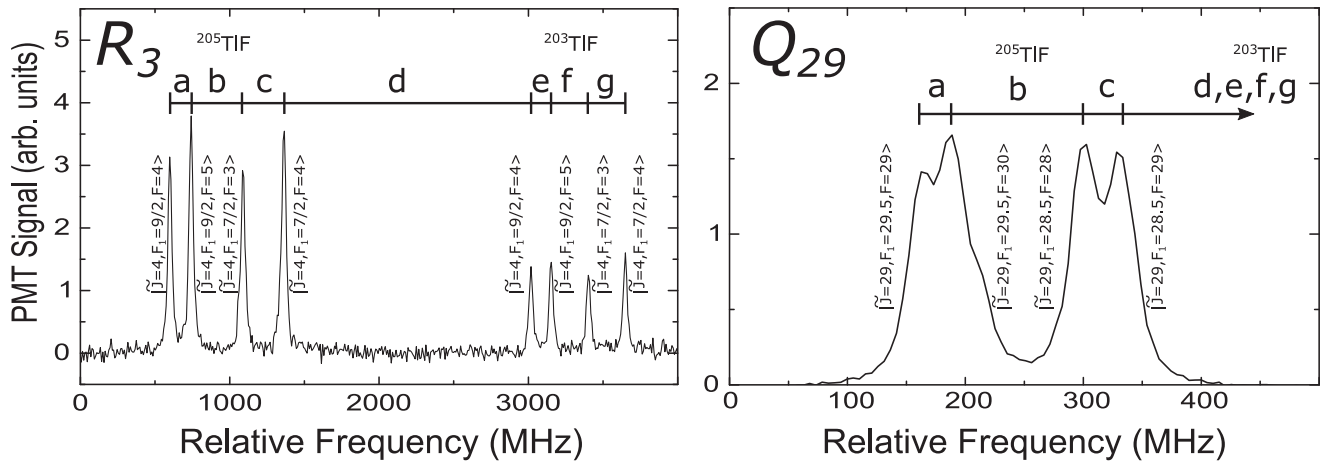 R₃
²⁰⁵TlF
²⁰³TlF
a b c d e f g
PMT Signal (arb. units)
5
4
3
2
1
0
|J̃=4,F₁=9/2,F=4>
|J̃=4,F₁=9/2,F=5>
|J̃=4,F₁=7/2,F=3>
|J̃=4,F₁=7/2,F=4>
|J̃=4,F₁=9/2,F=4>
|J̃=4,F₁=9/2,F=5>
|J̃=4,F₁=7/2,F=3>
|J̃=4,F₁=7/2,F=4>
0 1000 2000 3000
Relative Frequency (MHz)
Q₂₉
²⁰⁵TlF
²⁰³TlF
a b c d,e,f,g
2
1
0
|J̃=29,F₁=29.5,F=29>
|J̃=29,F₁=29.5,F=30>
|J̃=29,F₁=28.5,F=28>
|J̃=29,F₁=28.5,F=29>
0 100 200 300 400
Relative Frequency (MHz)